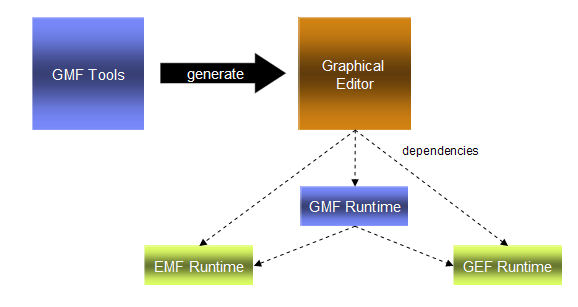 GMF Tools
generate
Graphical
Editor
dependencies
GMF Runtime
EMF Runtime
GEF Runtime